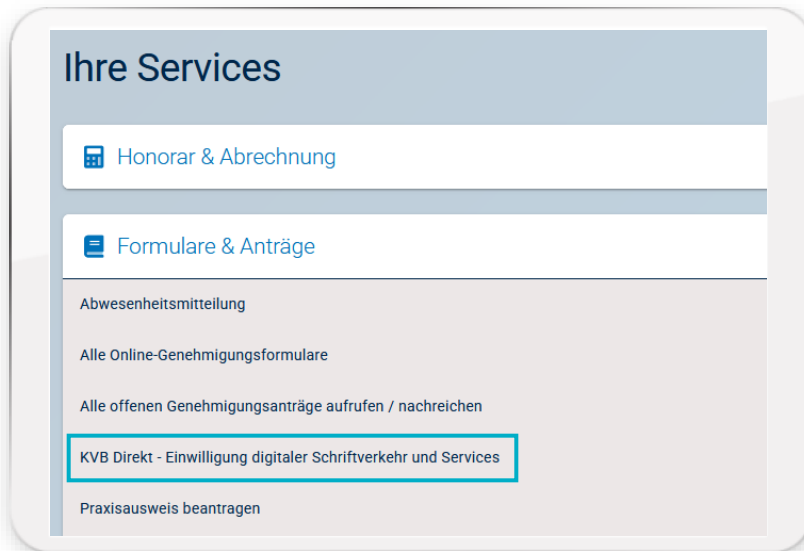 Ihre Services
Honorar & Abrechnung
Formulare & Anträge
Abwesenheitsmitteilung
Alle Online-Genehmigungsformulare
Alle offenen Genehmigungsanträge aufrufen / nachreichen
KVB Direkt - Einwilligung digitaler Schriftverkehr und Services
Praxisausweis beantragen